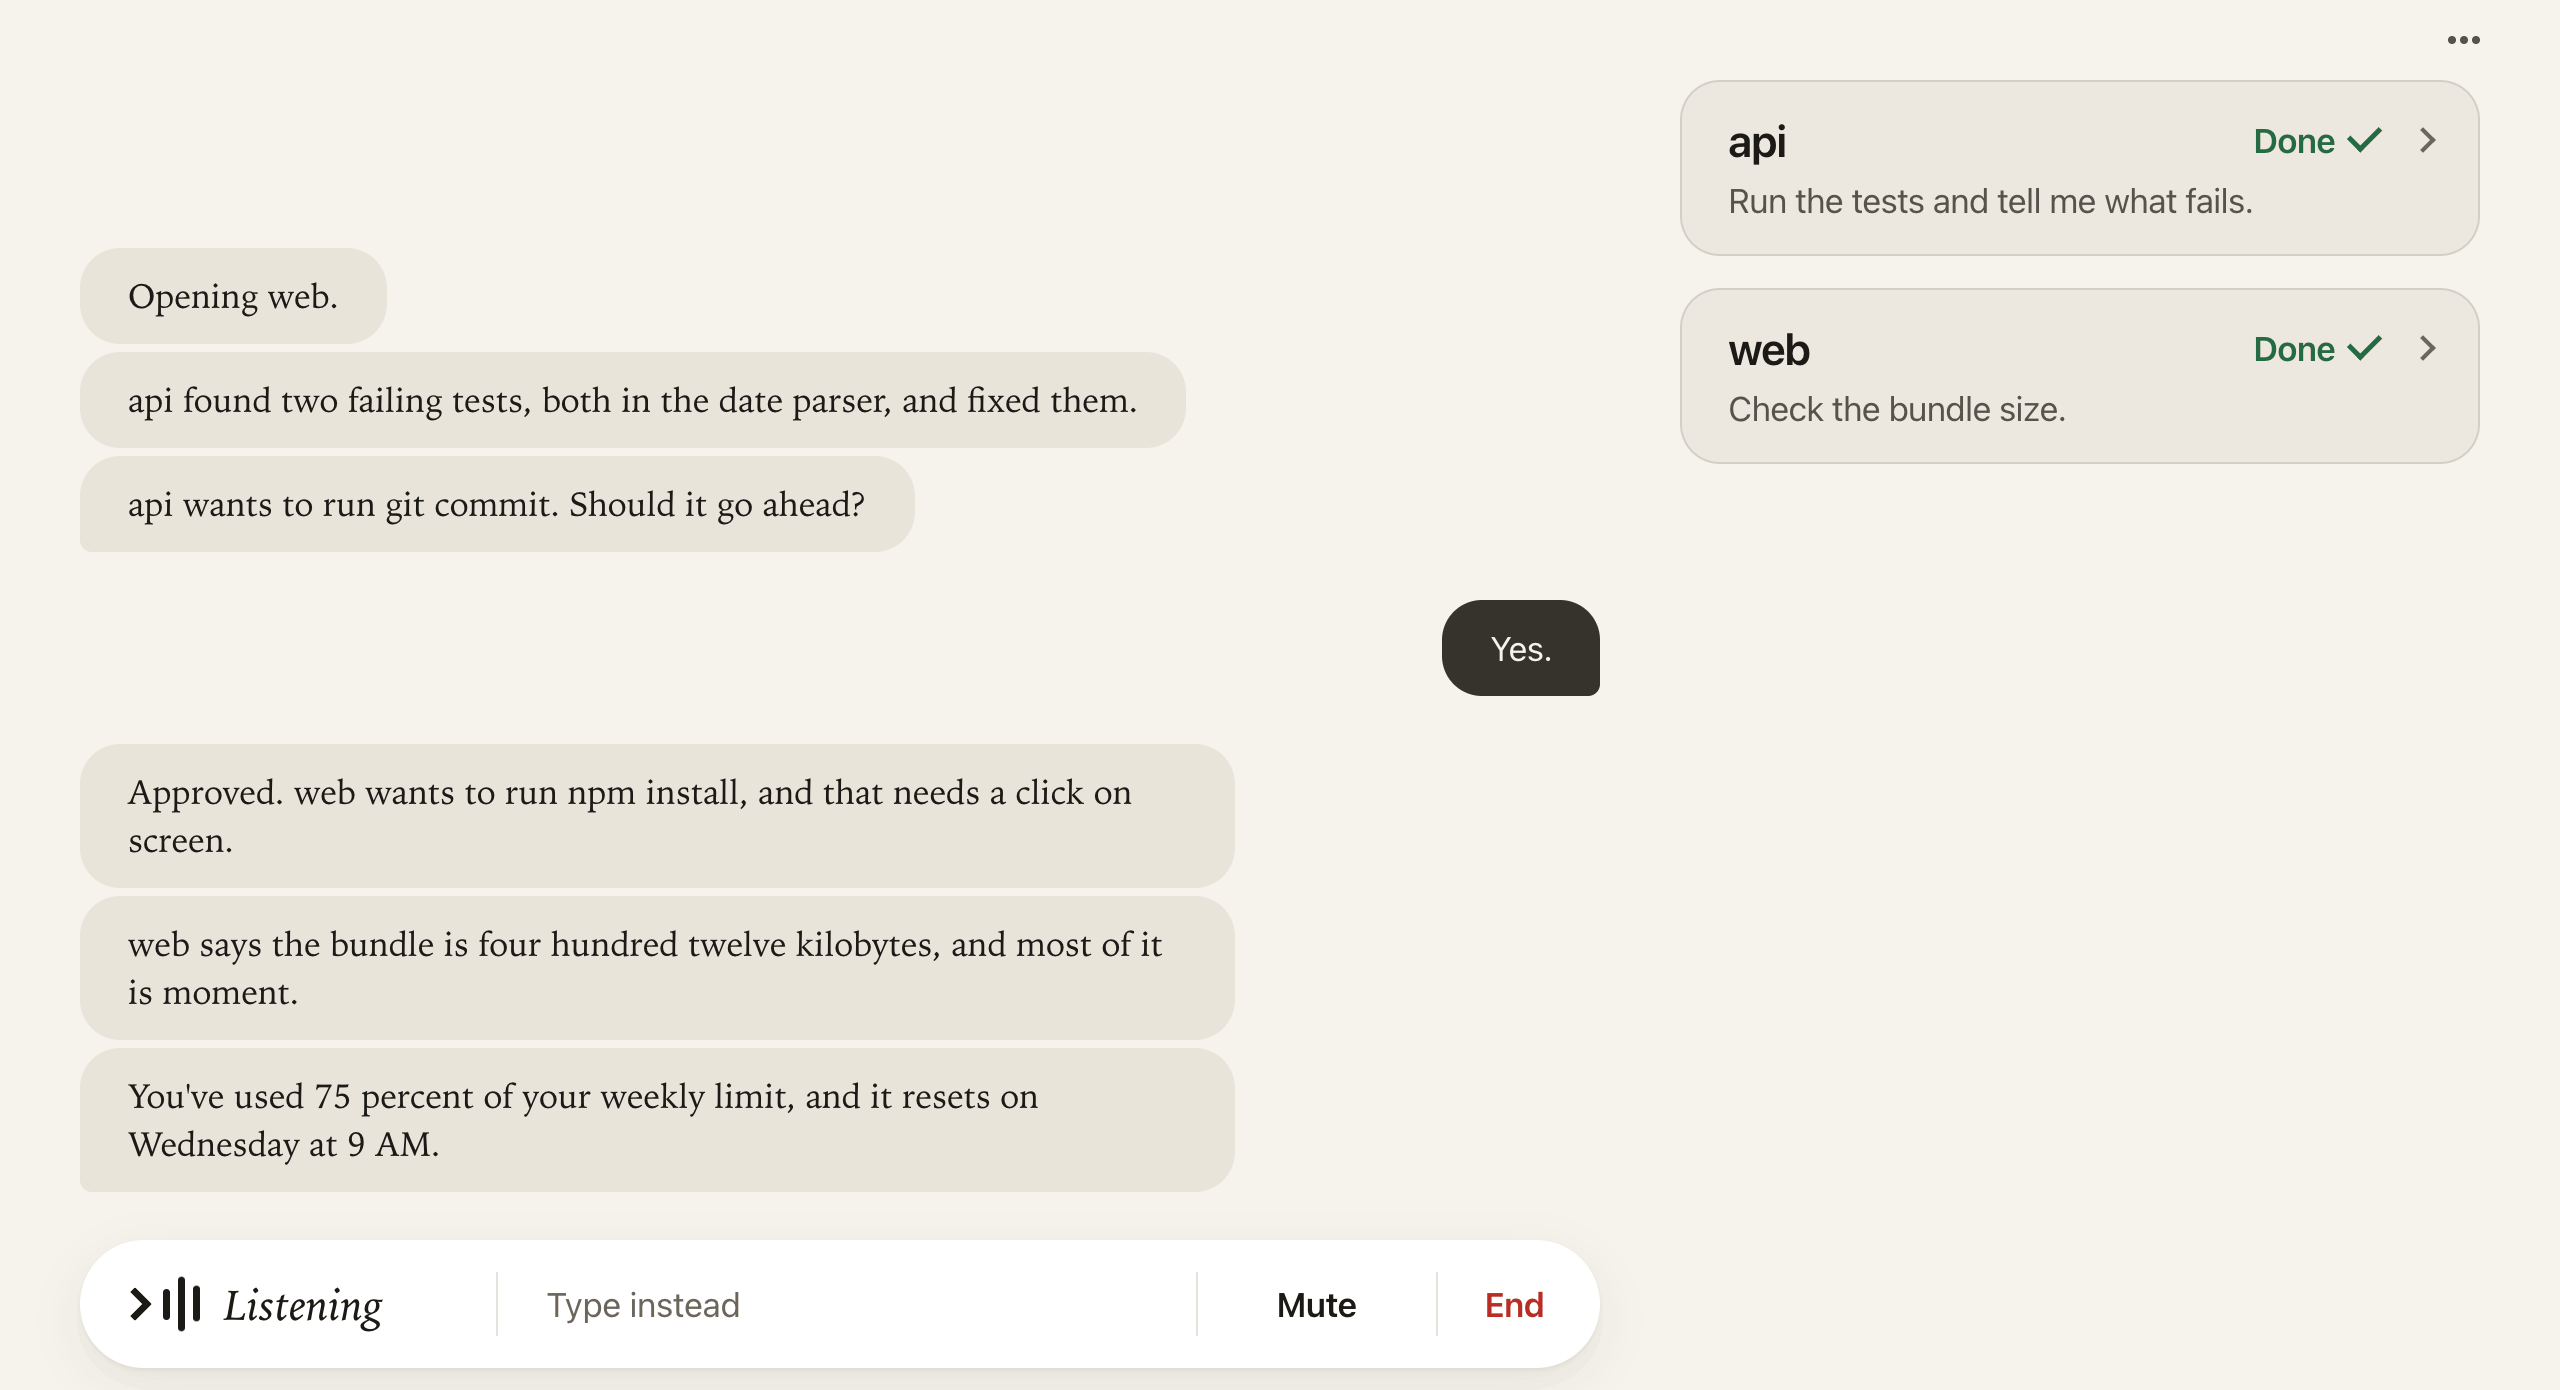 Opening web.
api found two failing tests, both in the date parser, and fixed them.
api wants to run git commit. Should it go ahead?
Yes.
Approved. web wants to run npm install, and that needs a click on
screen.
web says the bundle is four hundred twelve kilobytes, and most of it
is moment.
You've used 75 percent of your weekly limit, and it resets on
Wednesday at 9 AM.
Listening
Type instead
Mute
End
api
Done
Run the tests and tell me what fails.
web
Done
Check the bundle size.